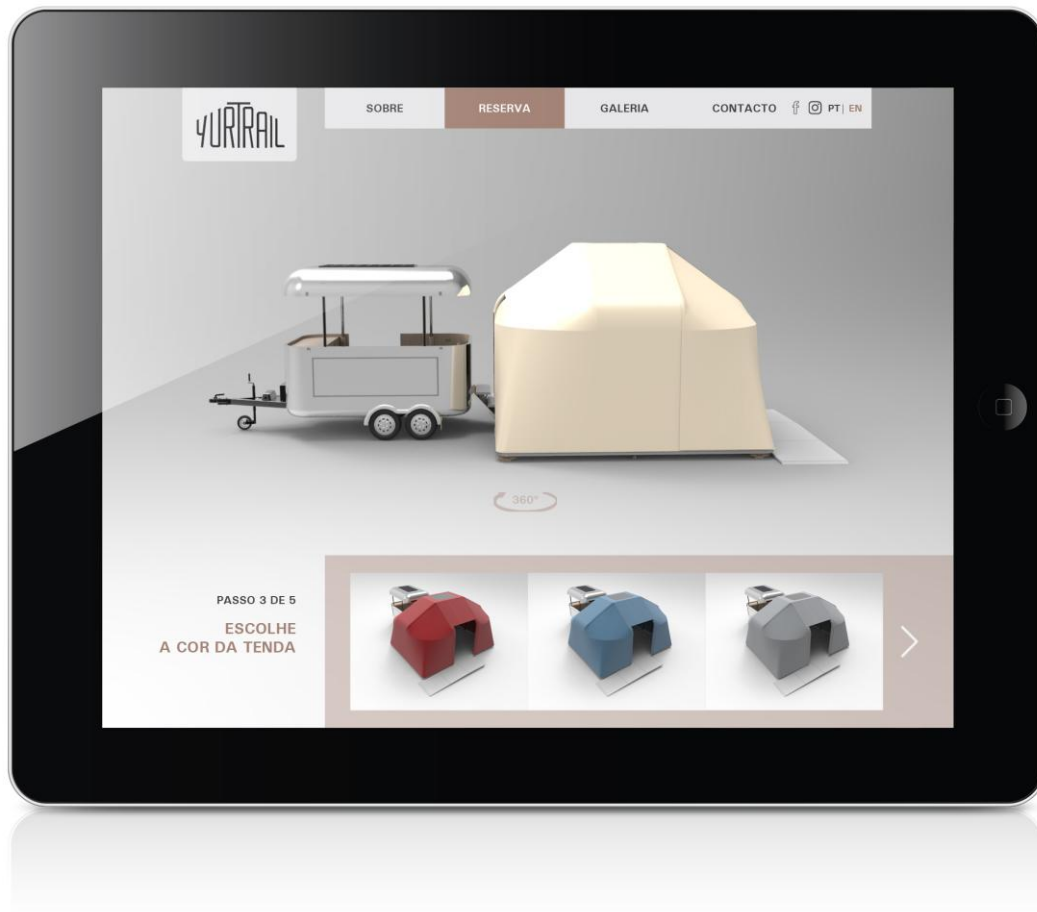 YURTRAIL
SOBRE RESERVA GALERIA CONTACTO PT| EN
360°
PASSO 3 DE 5
ESCOLHE
A COR DA TENDA